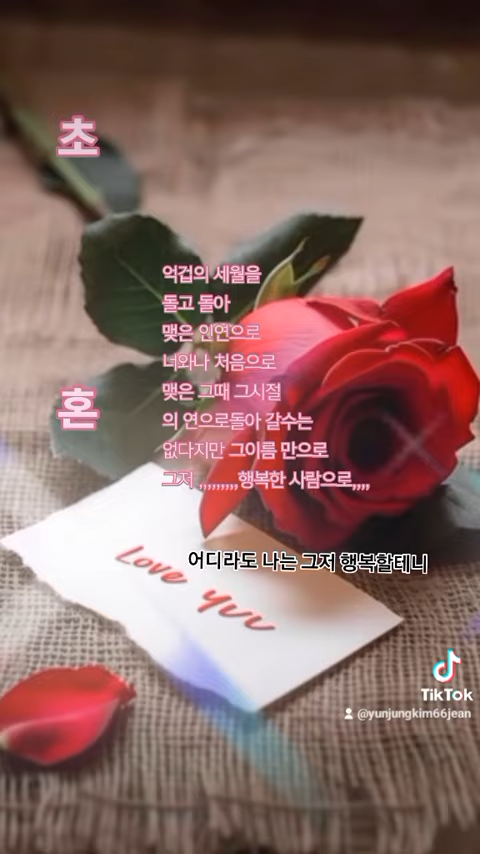 초
혼
억겁의 세월을
돌고 돌아
맺은 인연으로
너와나 처음으로
맺은 그때 그시절
의 연으로돌아 갈수는
없다지만 그이름 만으로
그저 ,,,,,,,,,행복한 사람으로,,,,
어디라도 나는 그저 행복할테니
Love you
TikTok
@yunjungkim66jean